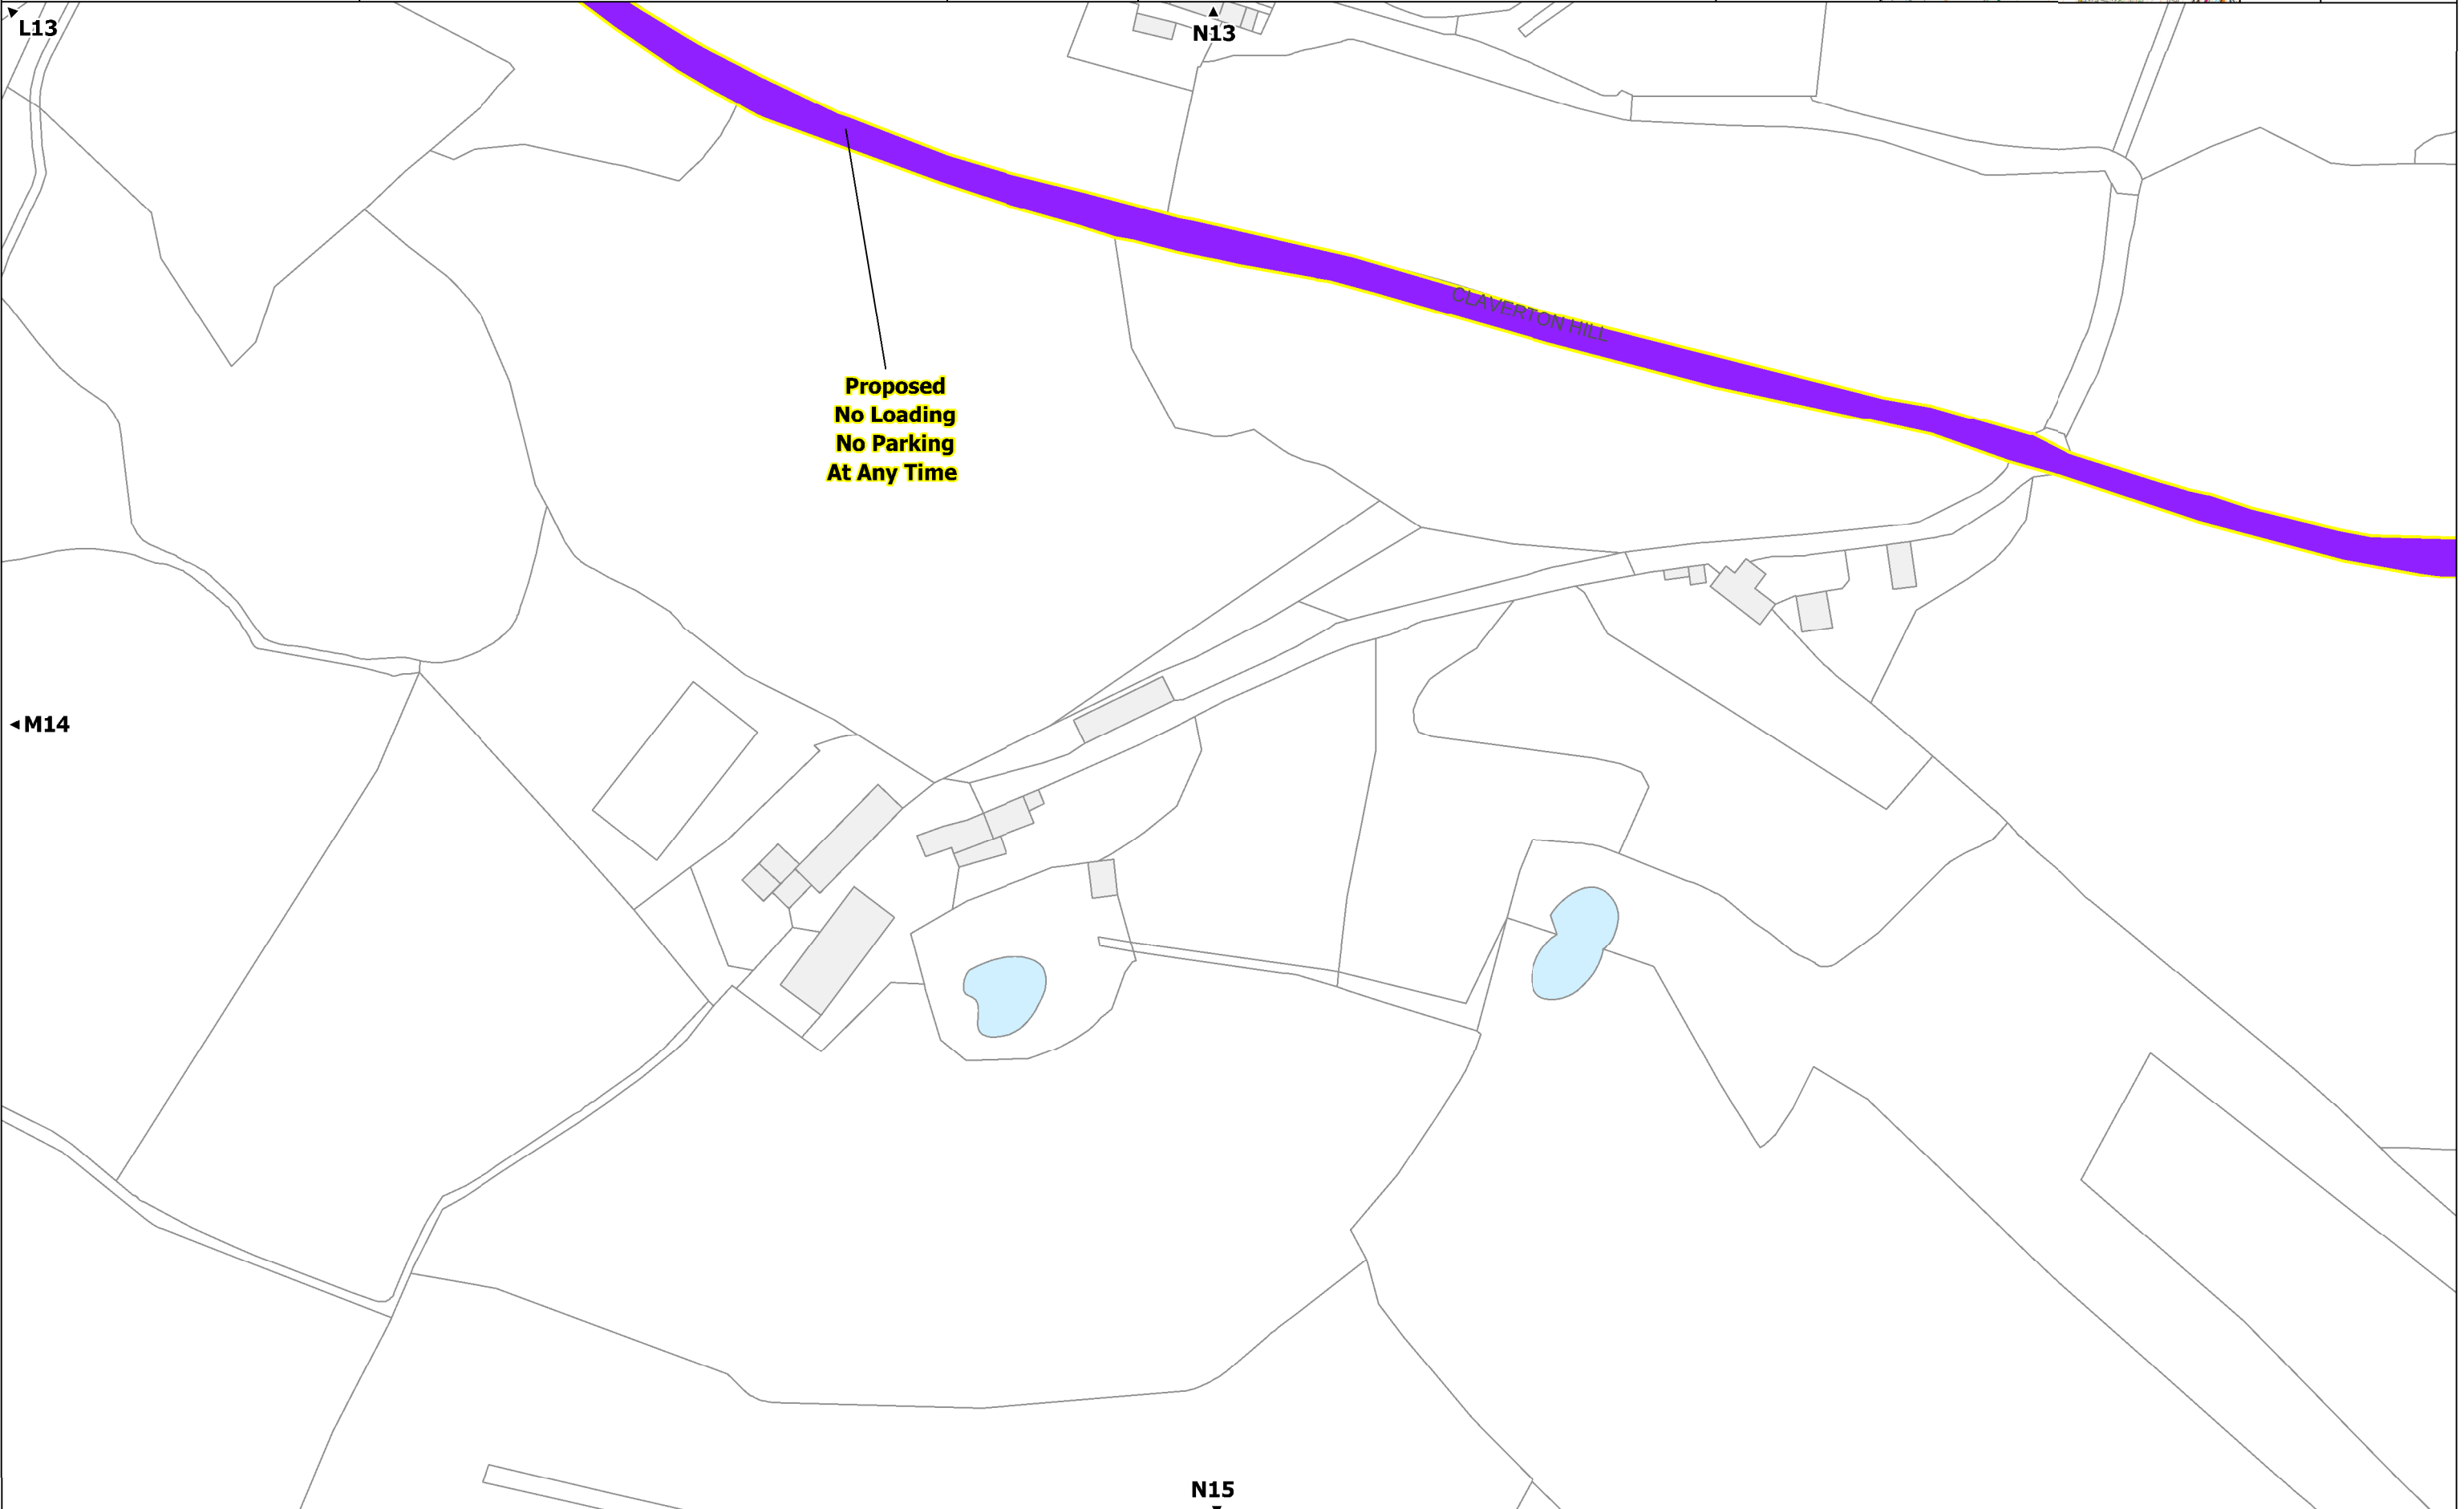 L13
N13
CLAVERTON HILL
Proposed
No Loading
No Parking
At Any Time
M14
N15